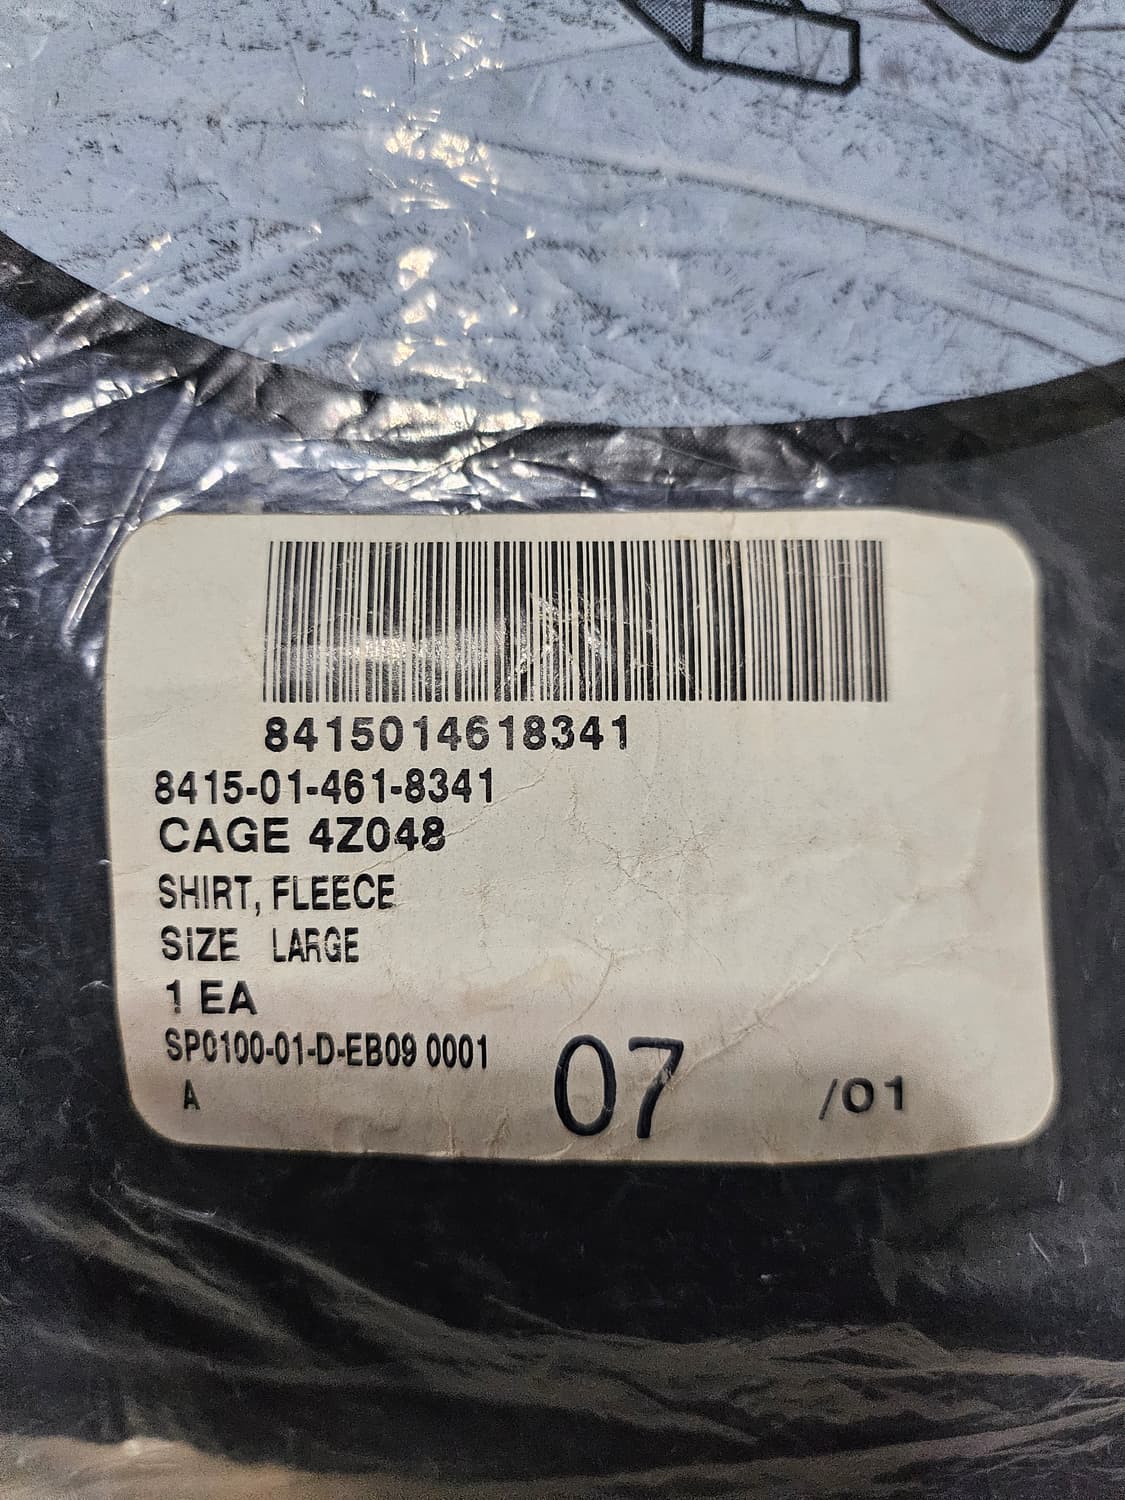 8415014618341
8415-01-461-8341
CAGE 4Z048
SHIRT, FLEECE
SIZE LARGE
1 EA
SP0100-01-D-EB09 0001
A 07 /01